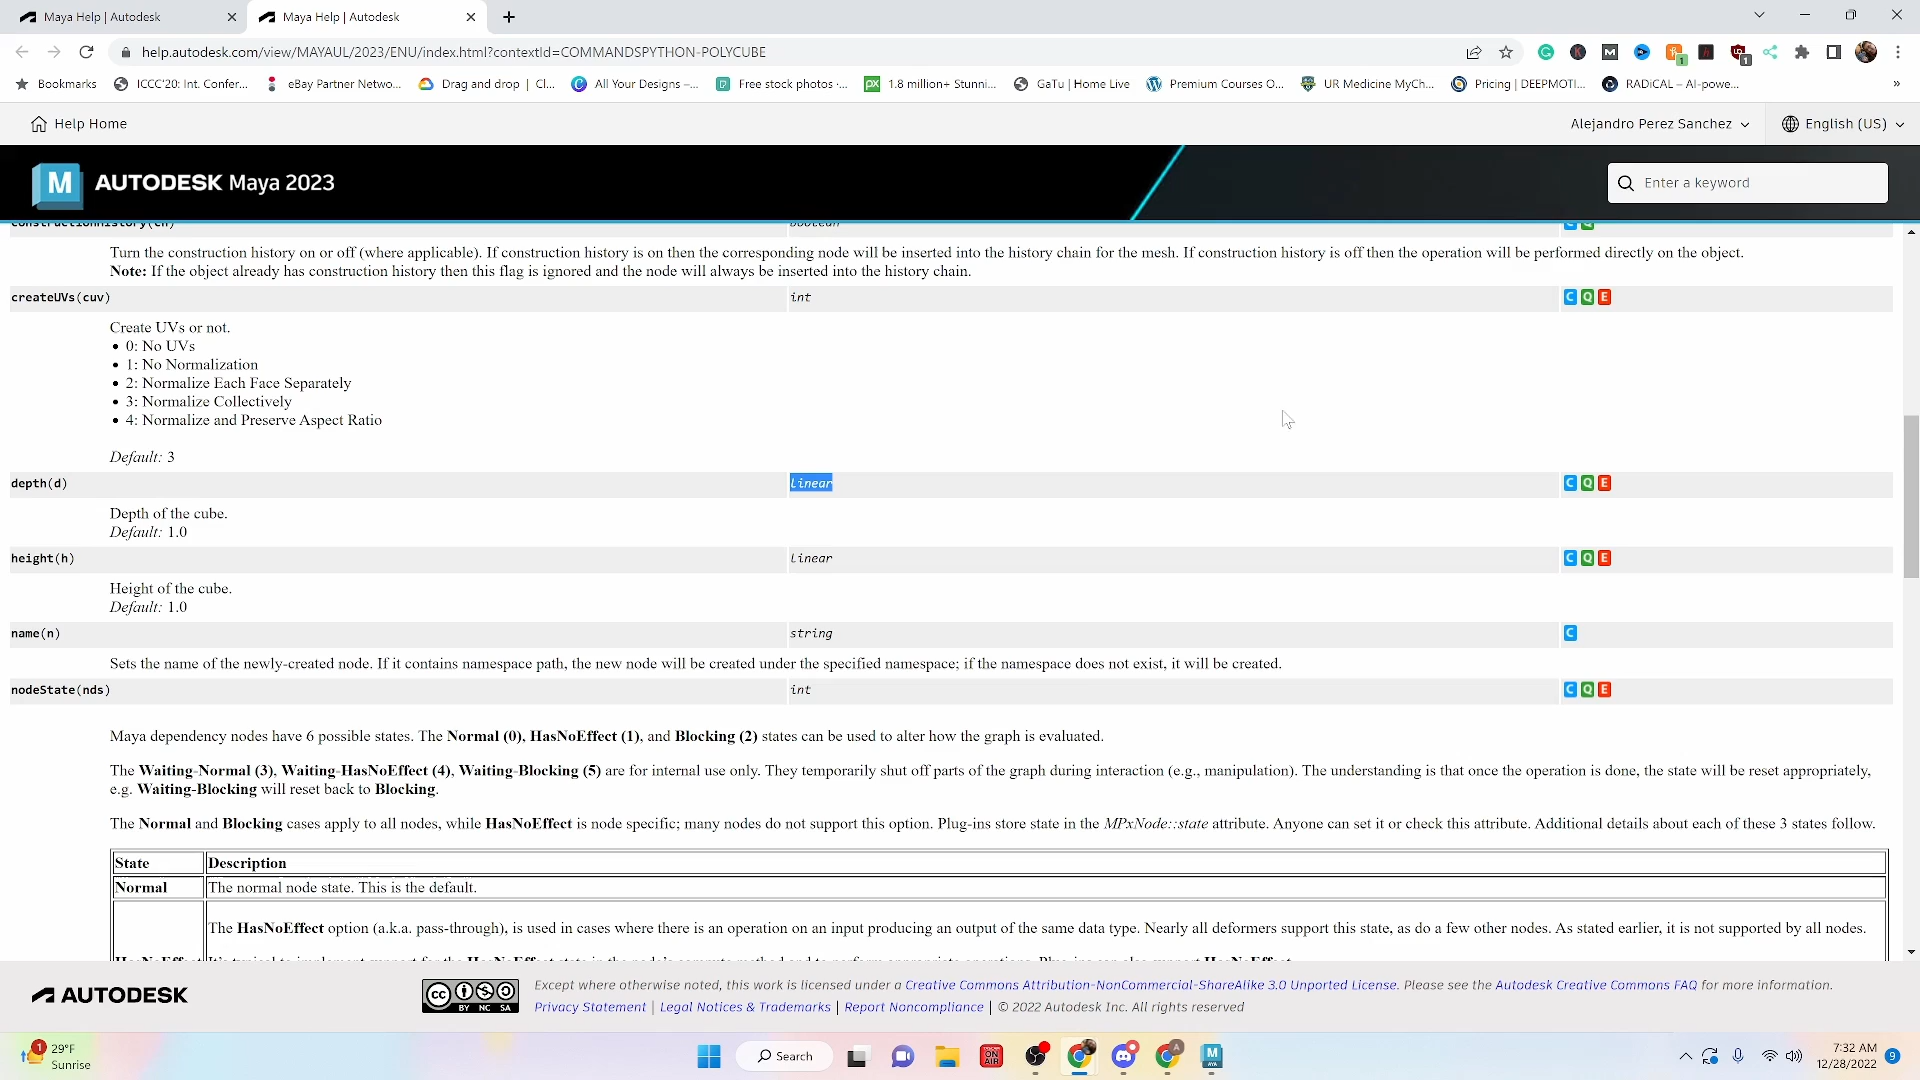 Maya Help | Autodesk
Maya Help | Autodesk
help.autodesk.com/view/MAYAUL/2023/ENU/index.html?contextId=COMMANDSPYTHON-POLYCUBE
Bookmarks
ICCC'20: Int. Confer...
eBay Partner Netwo...
Drag and drop | Cl...
All Your Designs –...
Free stock photos ·...
1.8 million+ Stunni...
GaTu | Home Live
Premium Courses O...
UR Medicine MyCh...
Pricing | DEEPMOTI...
RADiCAL – AI-powe...
»
Help Home
Alejandro Perez Sanchez
English (US)
M AUTODESK Maya 2023
Enter a keyword
constructionHistory(ch) boolean C Q
Turn the construction history on or off (where applicable). If construction history is on then the corresponding node will be inserted into the history chain for the mesh. If construction history is off then the operation will be performed directly on the object.
Note: If the object already has construction history then this flag is ignored and the node will always be inserted into the history chain.
createUVs(cuv) int C Q E
Create UVs or not.
• 0: No UVs
• 1: No Normalization
• 2: Normalize Each Face Separately
• 3: Normalize Collectively
• 4: Normalize and Preserve Aspect Ratio
Default: 3
depth(d) linear C Q E
Depth of the cube.
Default: 1.0
height(h) linear C Q E
Height of the cube.
Default: 1.0
name(n) string C
Sets the name of the newly-created node. If it contains namespace path, the new node will be created under the specified namespace; if the namespace does not exist, it will be created.
nodeState(nds) int C Q E
Maya dependency nodes have 6 possible states. The Normal (0), HasNoEffect (1), and Blocking (2) states can be used to alter how the graph is evaluated.
The Waiting-Normal (3), Waiting-HasNoEffect (4), Waiting-Blocking (5) are for internal use only. They temporarily shut off parts of the graph during interaction (e.g., manipulation). The understanding is that once the operation is done, the state will be reset appropriately,
e.g. Waiting-Blocking will reset back to Blocking.
The Normal and Blocking cases apply to all nodes, while HasNoEffect is node specific; many nodes do not support this option. Plug-ins store state in the MPxNode::state attribute. Anyone can set it or check this attribute. Additional details about each of these 3 states follow.
State Description
Normal The normal node state. This is the default.
The HasNoEffect option (a.k.a. pass-through), is used in cases where there is an operation on an input producing an output of the same data type. Nearly all deformers support this state, as do a few other nodes. As stated earlier, it is not supported by all nodes.
AUTODESK
CC BY NC SA
Except where otherwise noted, this work is licensed under a Creative Commons Attribution-NonCommercial-ShareAlike 3.0 Unported License. Please see the Autodesk Creative Commons FAQ for more information.
Privacy Statement | Legal Notices & Trademarks | Report Noncompliance | © 2022 Autodesk Inc. All rights reserved
1
29°F
Sunrise
Search
ON AIR
7:32 AM
12/28/2022
9